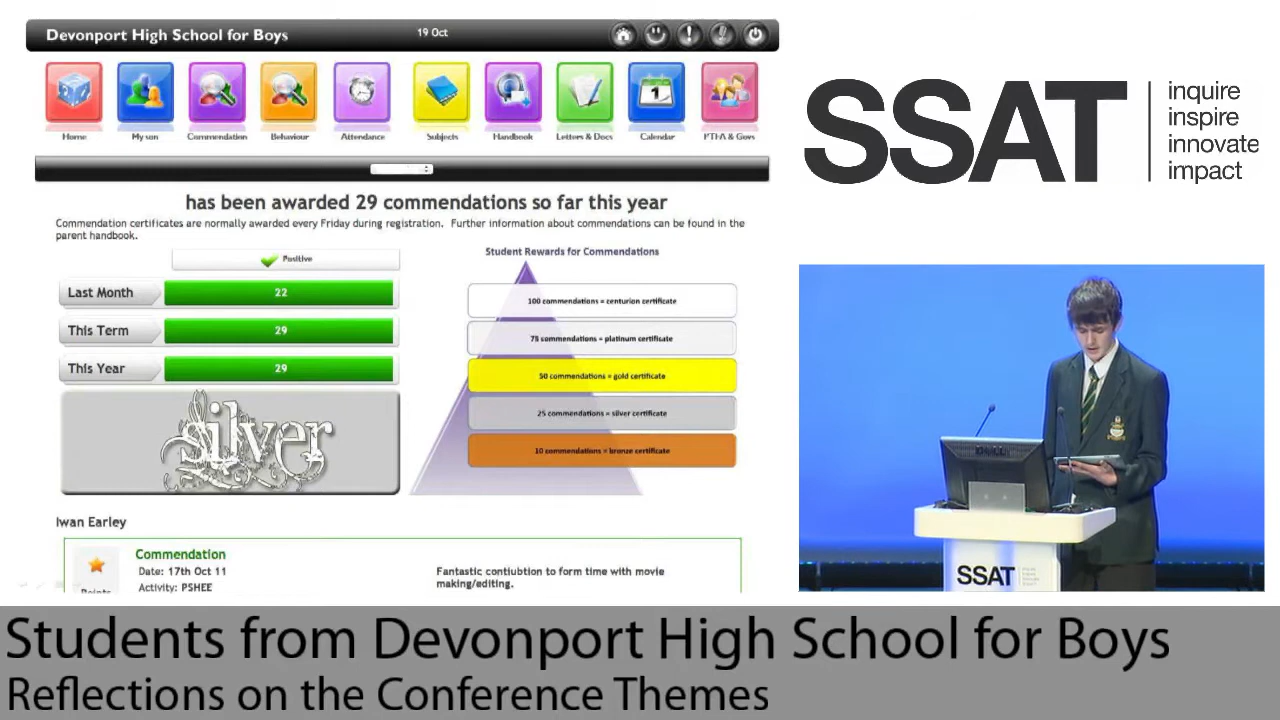 Devonport High School for Boys
19 Oct
Home
My son
Commendation
Behaviour
Attendance
Subjects
Handbook
Letters & Docs
Calendar
PTFA & Govs
has been awarded 29 commendations so far this year
Commendation certificates are normally awarded every Friday during registration. Further information about commendations can be found in the
parent handbook.
Positive
Last Month
22
This Term
29
This Year
29
silver
Student Rewards for Commendations
100 commendations = centurion certificate
75 commendations = platinum certificate
50 commendations = gold certificate
25 commendations = silver certificate
10 commendations = bronze certificate
Iwan Earley
Commendation
Date: 17th Oct 11
Activity: PSHEE
Points
Fantastic contiubtion to form time with movie
making/editing.
SSAT
inquire
inspire
innovate
impact
SSAT
Students from Devonport High School for Boys
Reflections on the Conference Themes